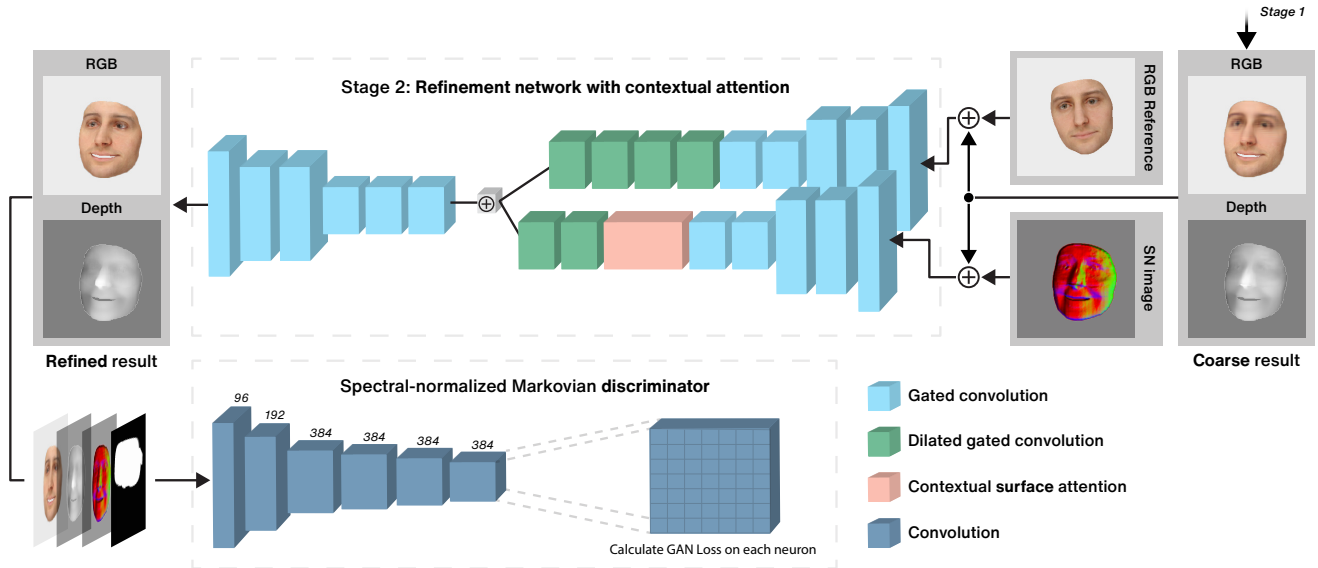 Stage 1
RGB
Depth
Refined result
Stage 2: Refinement network with contextual attention
RGB Reference
SN image
RGB
Depth
Coarse result
Spectral-normalized Markovian discriminator
96
192
384
384
384
384
Calculate GAN Loss on each neuron
Gated convolution
Dilated gated convolution
Contextual surface attention
Convolution